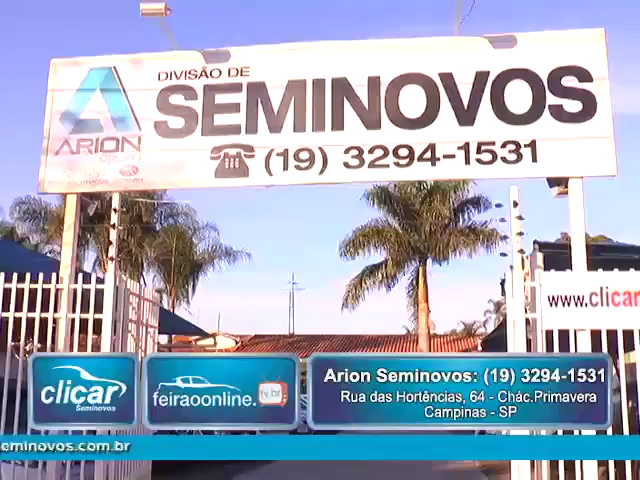 DIVISÃO DE
SEMINOVOS
ARION
(19) 3294-1531
www.clicar
clicar
Seminovos
feiraoonline.
tv.br
Arion Seminovos: (19) 3294-1531
Rua das Hortências, 64 - Chác.Primavera
Campinas - SP
eminovos.com.br